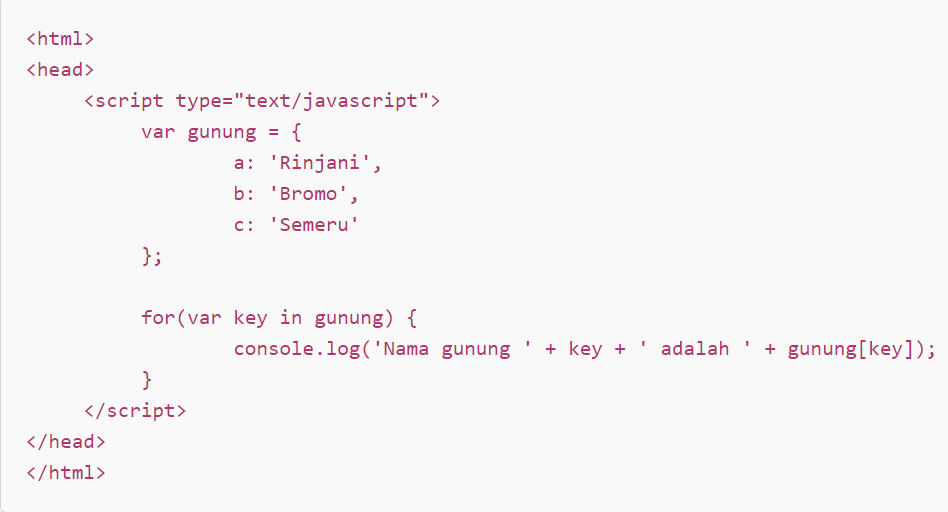 <html>
<head>
     <script type="text/javascript">
          var gunung = {
                  a: 'Rinjani',
                  b: 'Bromo',
                  c: 'Semeru'
          };

          for(var key in gunung) {
                  console.log('Nama gunung ' + key + ' adalah ' + gunung[key]);
          }
     </script>
</head>
</html>